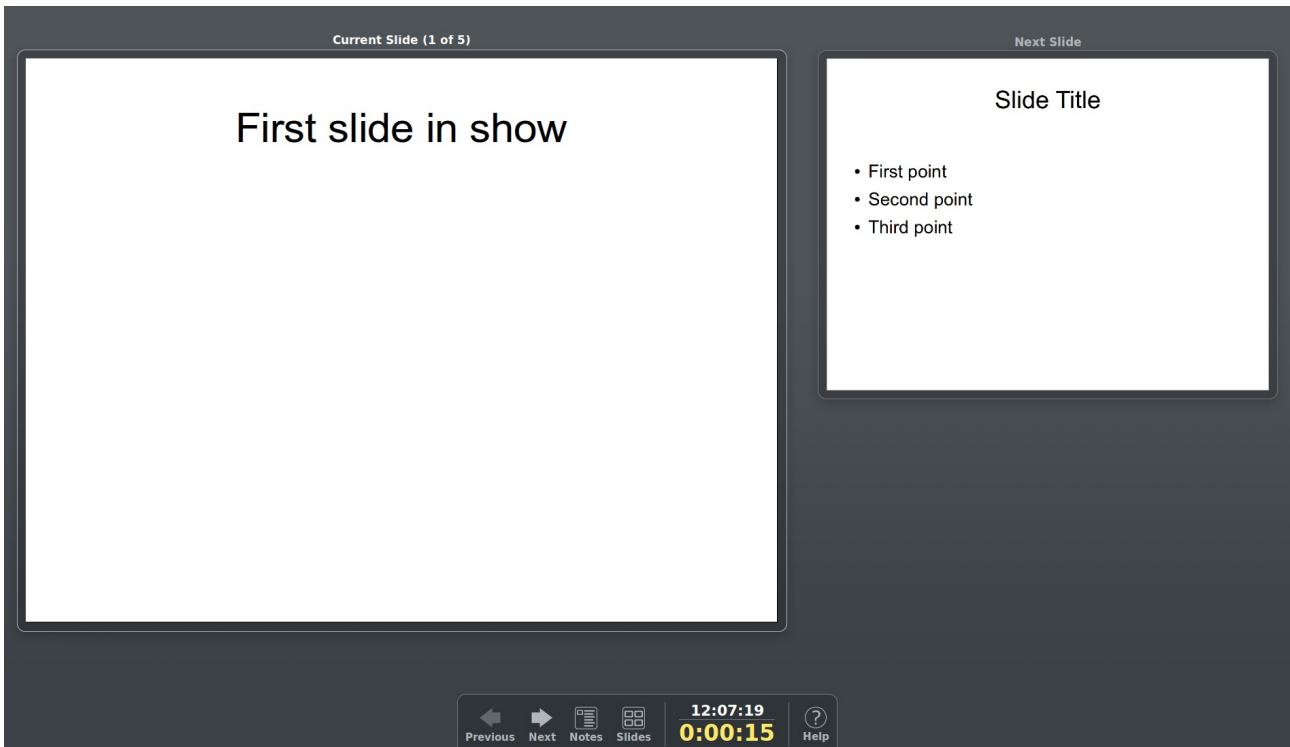 Current Slide (1 of 5)
First slide in show
Next Slide
Slide Title
• First point
• Second point
• Third point
Previous
Next
Notes
Slides
12:07:19
0:00:15
?
Help